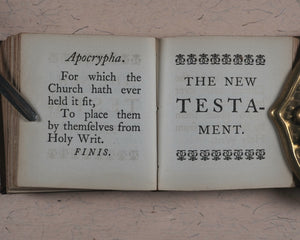 Apocrypha.
For which the
Church hath ever
held it fit,
To place them
by themſelves from
Holy Writ.
FINIS.
THE NEW
TESTA-
MENT.